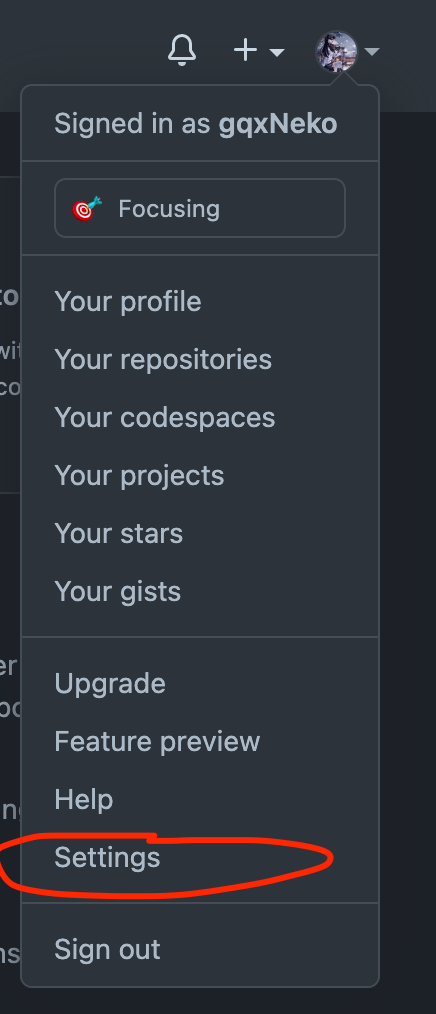 Signed in as gqxNeko
Focusing
Your profile
Your repositories
Your codespaces
Your projects
Your stars
Your gists
Upgrade
Feature preview
Help
Settings
Sign out